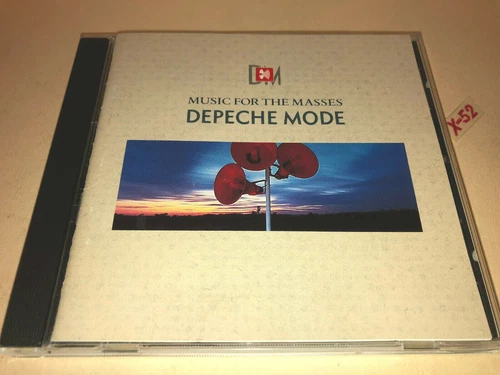 DM
MUSIC FOR THE MASSES
DEPECHE MODE
X-52